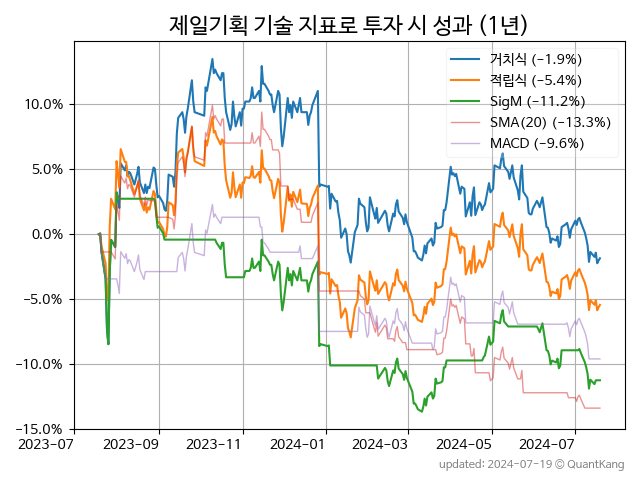 제일기획 기술 지표로 투자 시 성과 (1년)
거치식 (−1.9%)
적립식 (−5.4%)
SigM (−11.2%)
SMA(20) (−13.3%)
MACD (−9.6%)
10.0%
5.0%
0.0%
−5.0%
−10.0%
−15.0%
2023-07 2023-09 2023-11 2024-01 2024-03 2024-05 2024-07
updated: 2024-07-19 © QuantKang